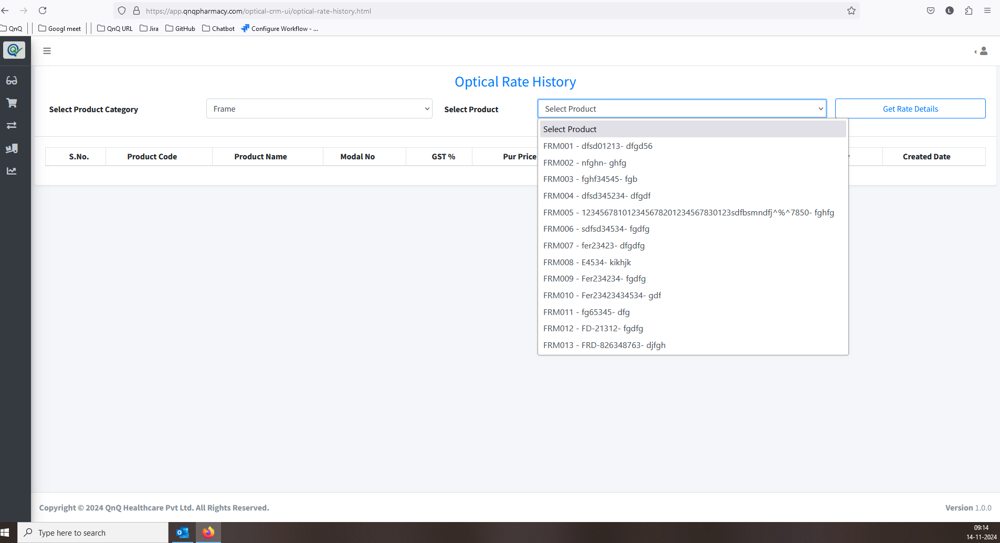 https://app.qnqpharmacy.com/optical-crm-ui/optical-rate-history.html
L
QnQ Googl meet QnQ URL Jira GitHub Chatbot Configure Workflow - ...
Optical Rate History
Select Product Category Frame Select Product Select Product Get Rate Details
Select Product
FRM001 - dfsd01213- dfgd56
S.No. Product Code Product Name Modal No GST % Pur Price Created Date
FRM002 - nfghn- ghfg
FRM003 - fghf34545- fgb
FRM004 - dfsd345234- dfgdf
FRM005 - 123456781012345678201234567830123sdfbsmndfj^%^7850- fghfg
FRM006 - sdfsd34534- fgdfg
FRM007 - fer23423- dfgdfg
FRM008 - E4534- kikhjk
FRM009 - Fer234234- fgdfg
FRM010 - Fer23423434534- gdf
FRM011 - fg65345- dfg
FRM012 - FD-21312- fgdfg
FRM013 - FRD-826348763- djfgh
Copyright © 2024 QnQ Healthcare Pvt Ltd. All Rights Reserved. Version 1.0.0
Type here to search
09:14
14-11-2024